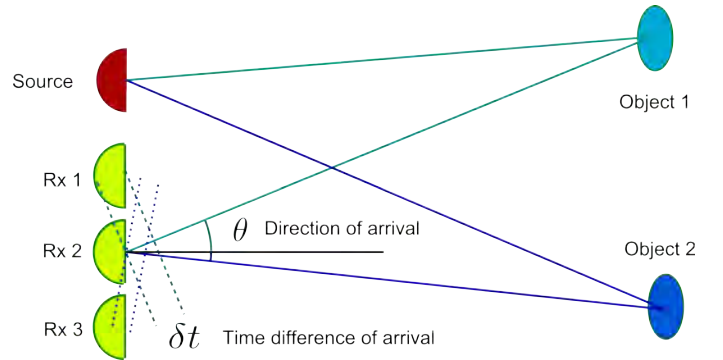 Source
Object 1
Rx 1
θ Direction of arrival
Rx 2
Object 2
Rx 3
δt Time difference of arrival